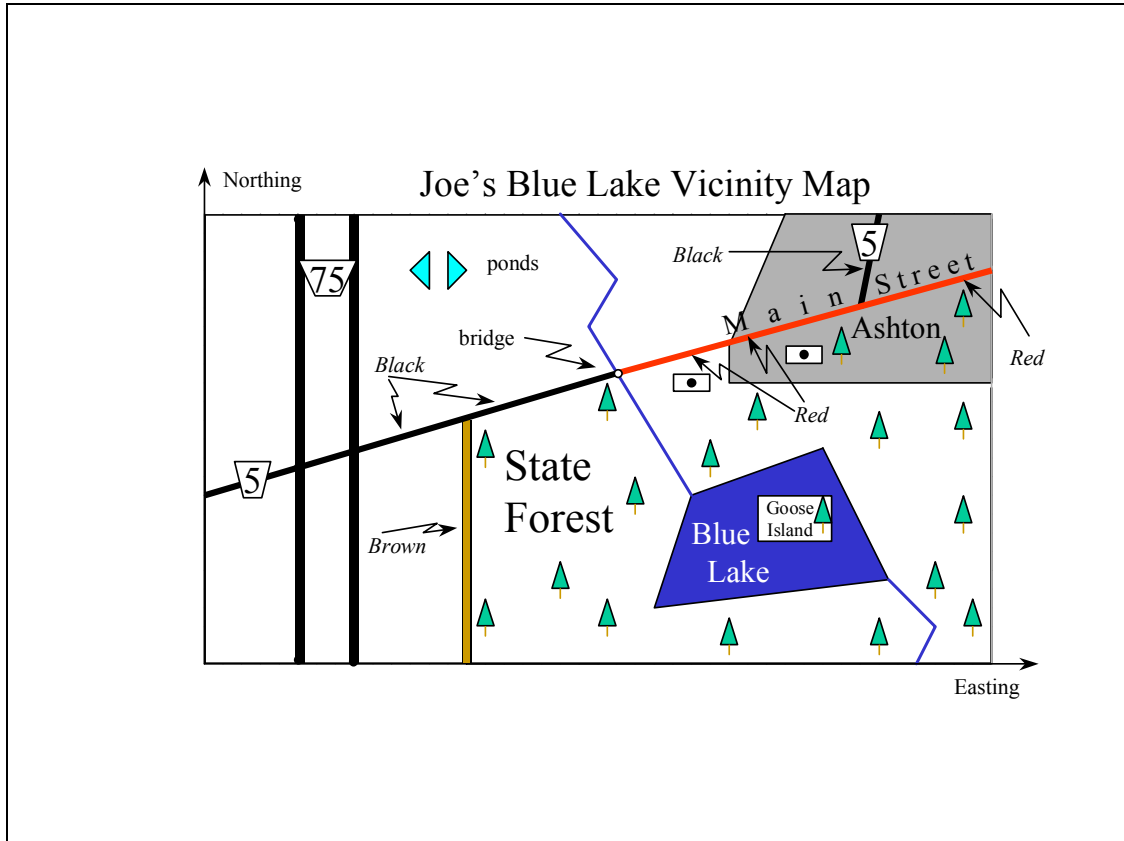 Northing
Joe's Blue Lake Vicinity Map
75
ponds
Black
5
Main Street
Ashton
bridge
Black
Red
Red
5
State
Forest
Brown
Goose
Island
Blue
Lake
Easting